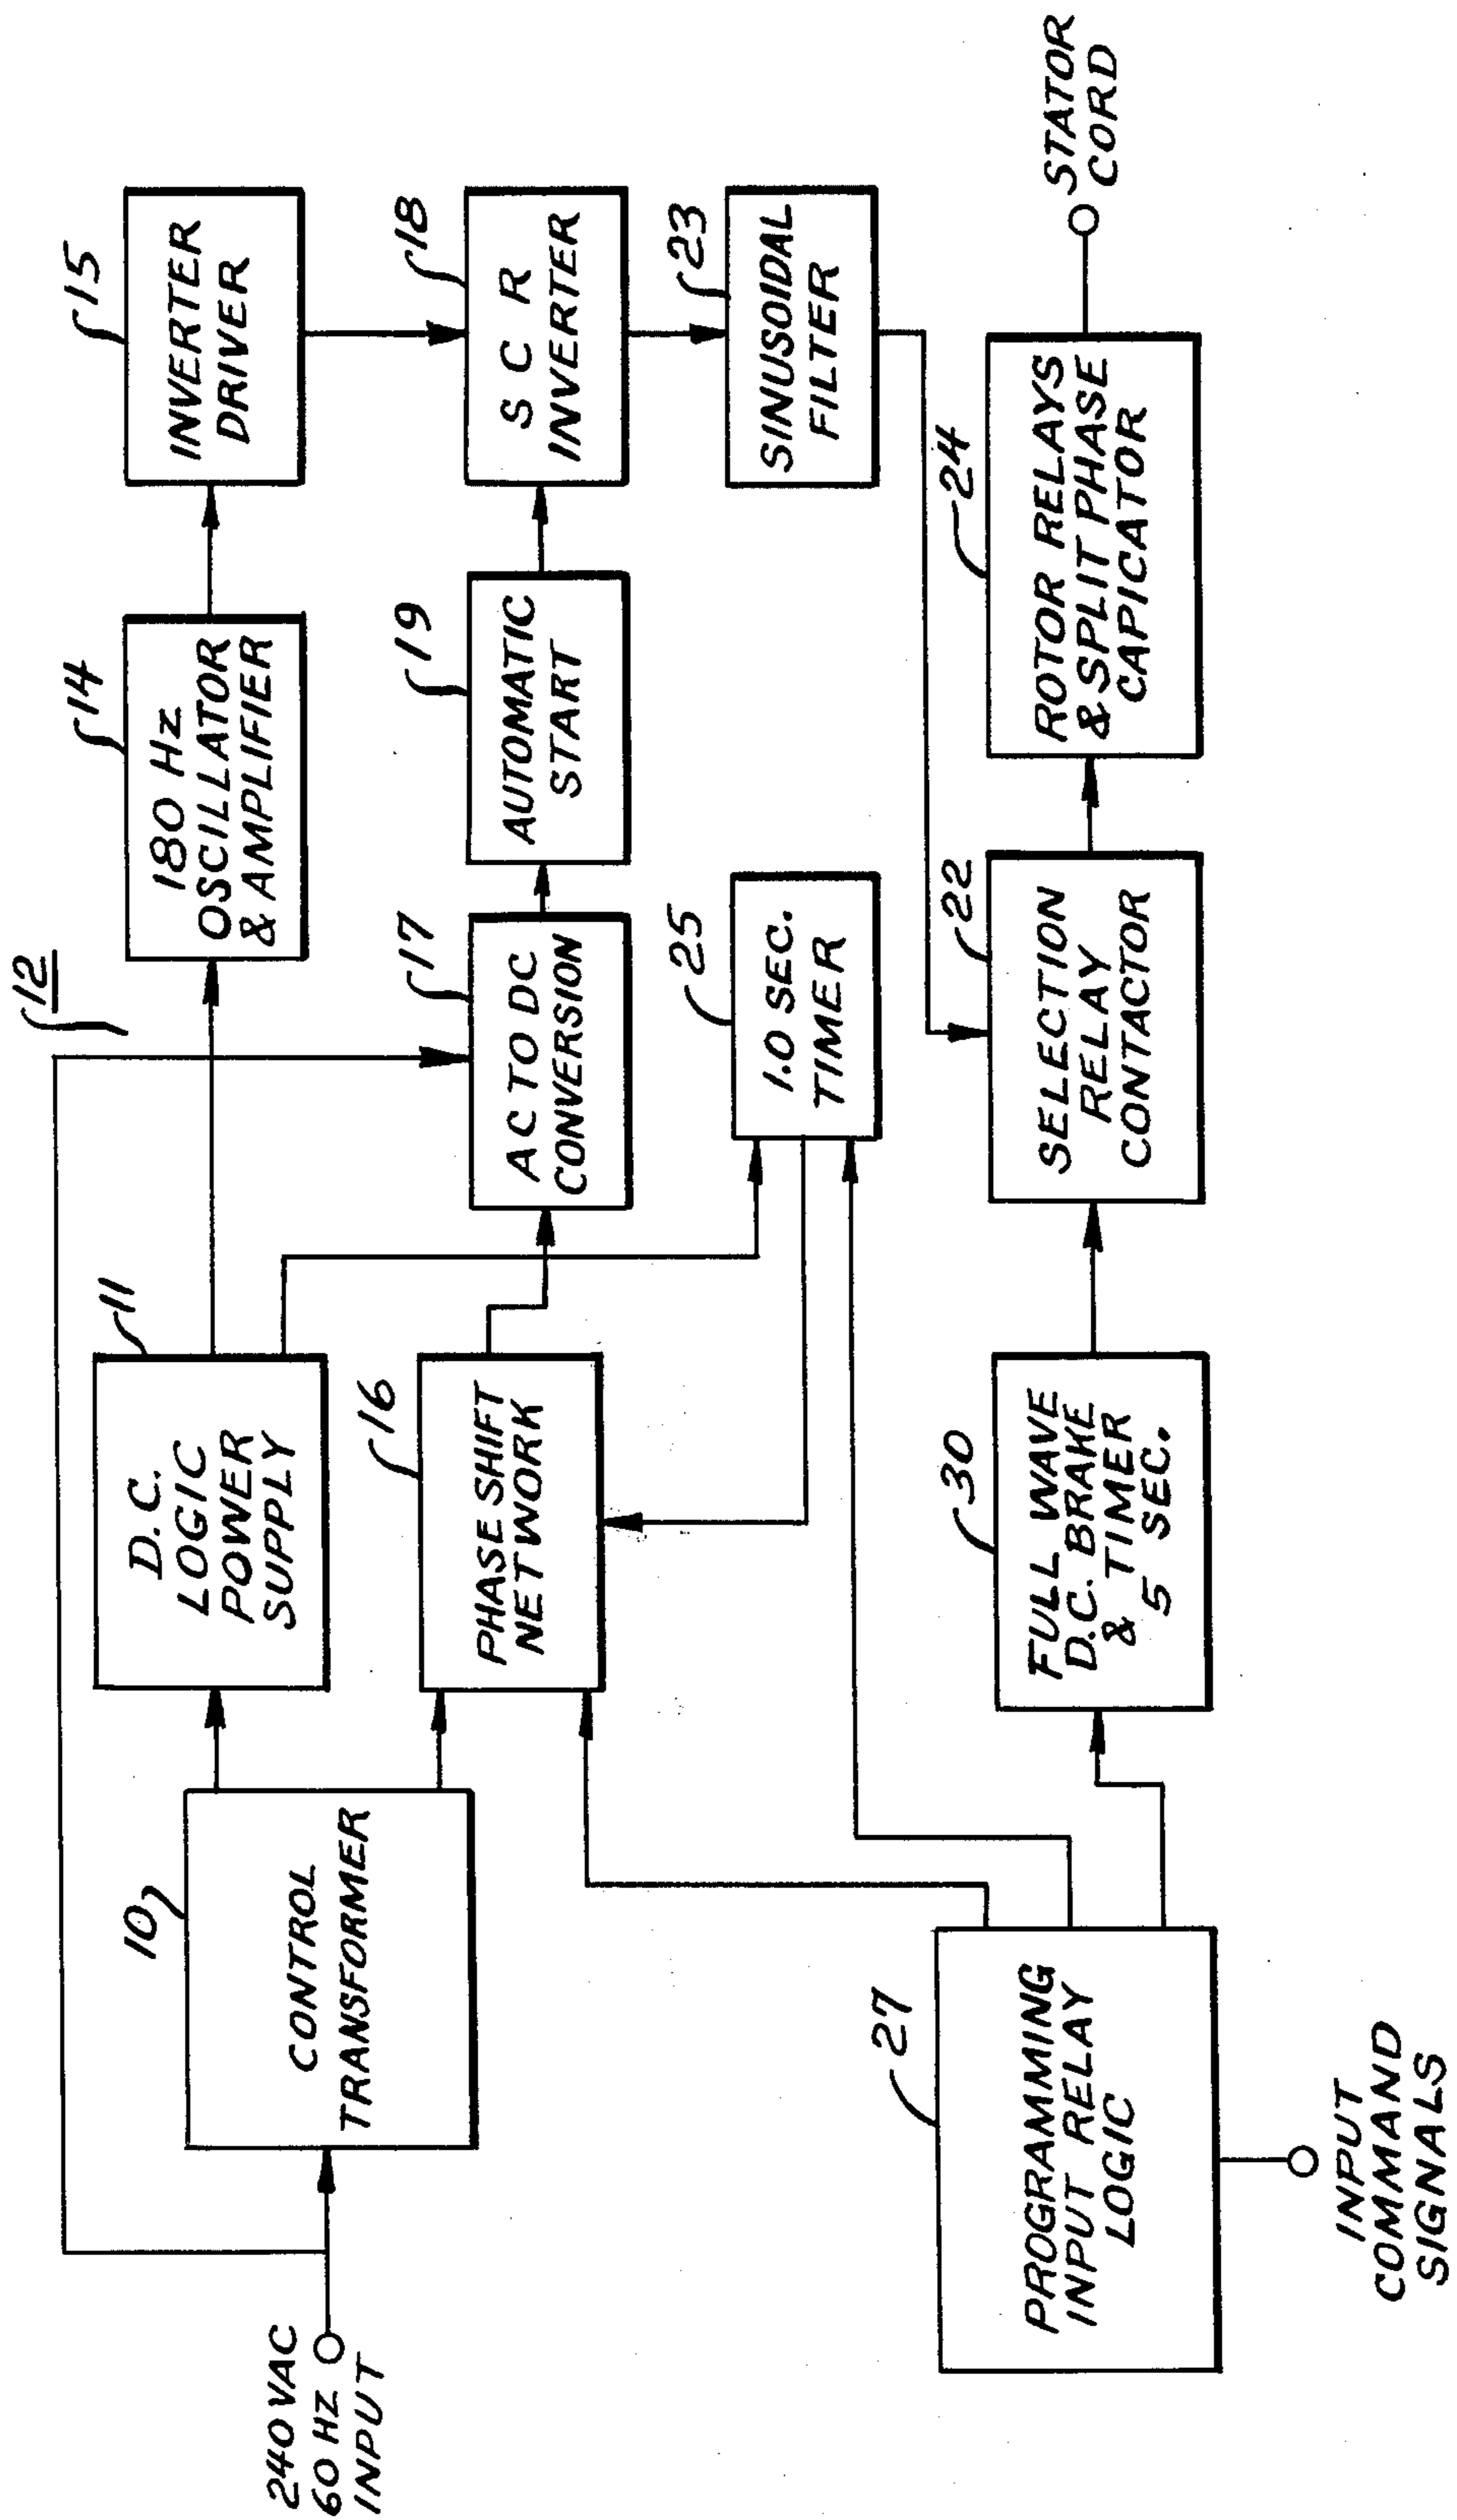 12
240 VAC
60 HZ
INPUT
10
CONTROL
TRANSFORMER
11
D.C.
LOGIC
POWER
SUPPLY
14
180 Hz
OSCILLATOR
& AMPLIFIER
15
INVERTER
DRIVER
16
PHASE SHIFT
NETWORK
17
AC TO DC
CONVERSION
19
AUTOMATIC
START
18
S C R
INVERTER
25
1.0 SEC.
TIMER
23
SINUSOIDAL
FILTER
27
PROGRAMMING
INPUT RELAY
LOGIC
INPUT
COMMAND
SIGNALS
30
FULL WAVE
D.C. BRAKE
& TIMER
5 SEC.
22
SELECTION
RELAY
CONTACTOR
24
ROTOR RELAYS
& SPLIT PHASE
CAPICATOR
STATOR
CORD